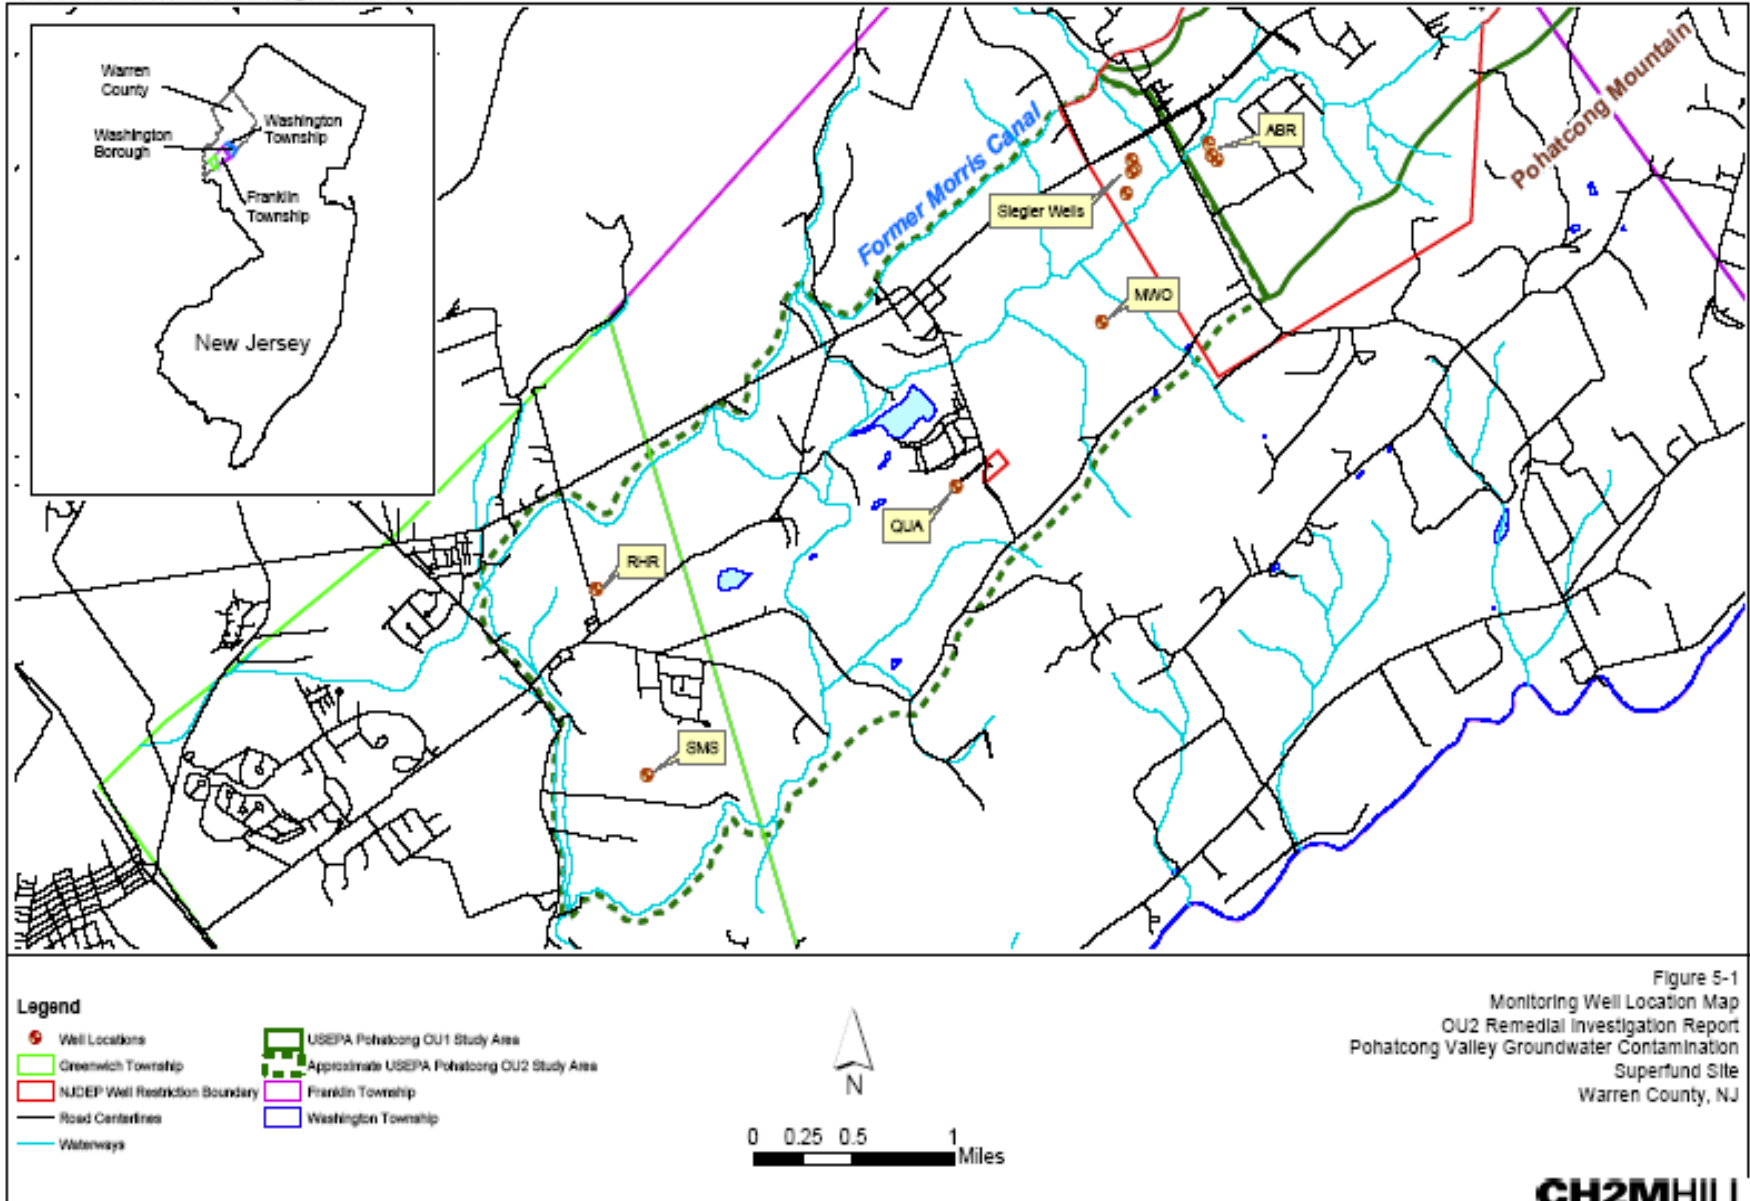 Warren
County
Washington
Township
Washington
Borough
Franklin
Township
New Jersey
Former Morris Canal
Pohatcong Mountain
ABR
Siegler Wells
MWO
QUA
RHR
SMS
Legend
Well Locations
Greenwich Township
NJDEP Well Restriction Boundary
Road Centerlines
Waterways
USEPA Pohatcong OU1 Study Area
Approximate USEPA Pohatcong OU2 Study Area
Franklin Township
Washington Township
N
0 0.25 0.5 1
Miles
Figure 5-1
Monitoring Well Location Map
OU2 Remedial Investigation Report
Pohatcong Valley Groundwater Contamination
Superfund Site
Warren County, NJ
CH2MHILL